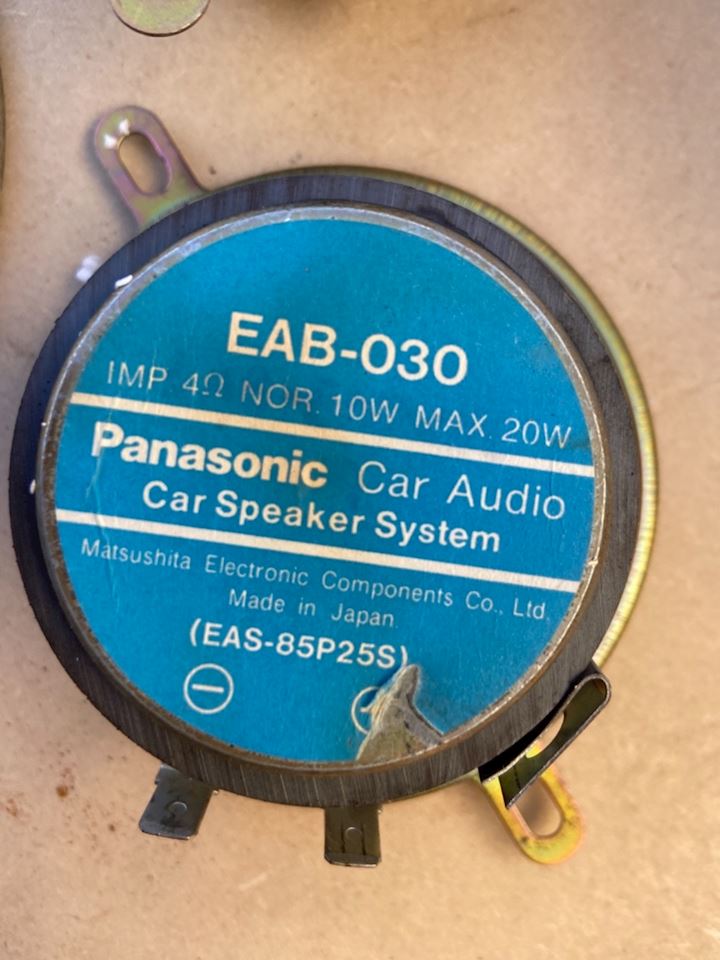 EAB-030
IMP. 4Ω NOR. 10W MAX. 20W
Panasonic Car Audio
Car Speaker System
Matsushita Electronic Components Co., Ltd.
Made in Japan.
(EAS-85P25S)
⊖